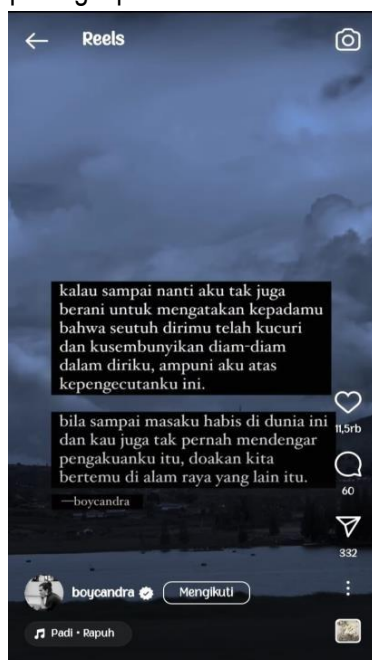 Reels
kalau sampai nanti aku tak juga
berani untuk mengatakan kepadamu
bahwa seutuh dirimu telah kucuri
dan kusembunyikan diam-diam
dalam diriku, ampuni aku atas
kepengecutanku ini.
bila sampai masaku habis di dunia ini
dan kau juga tak pernah mendengar
pengakuanku itu, doakan kita
bertemu di alam raya yang lain itu.
—boycandra
11,5rb
60
332
boycandra
Mengikuti
Padi • Rapuh